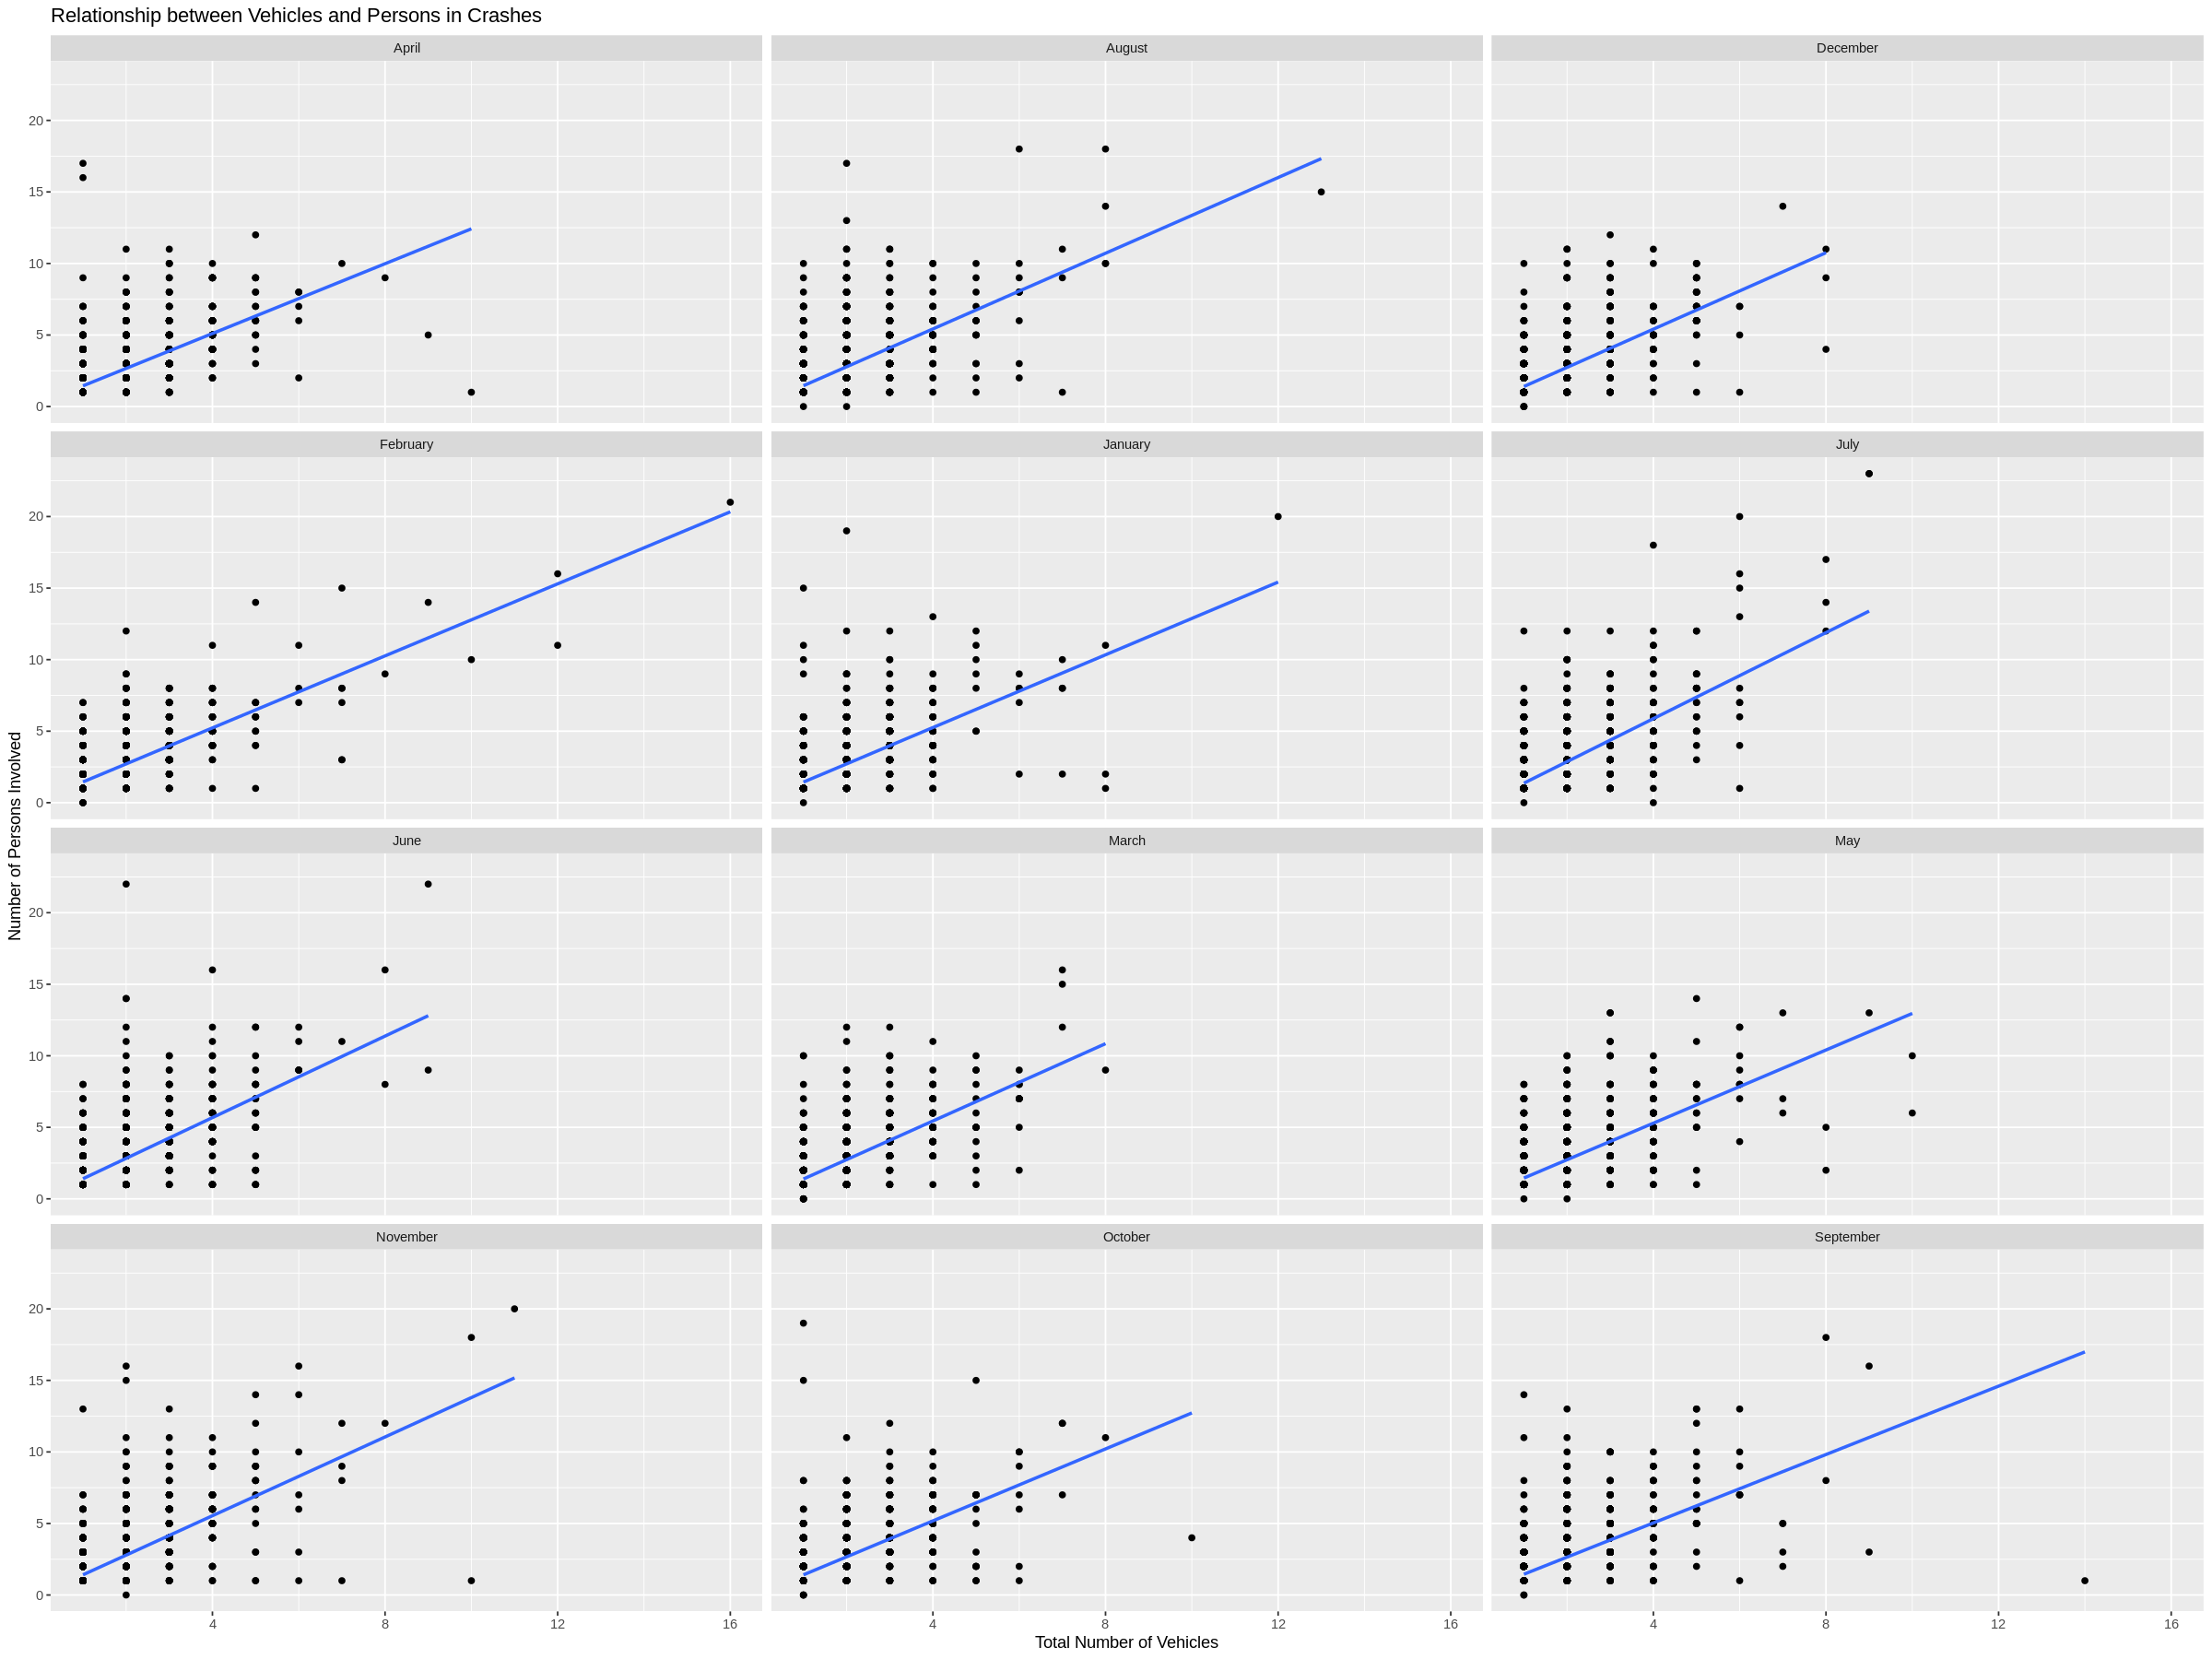 Relationship between Vehicles and Persons in Crashes
April
August
December
20
15
10
5
0
February
January
July
20
15
10
5
0
Number of Persons Involved
June
March
May
20
15
10
5
0
November
October
September
20
15
10
5
0
4 8 12 16 4 8 12 16 4 8 12 16
Total Number of Vehicles